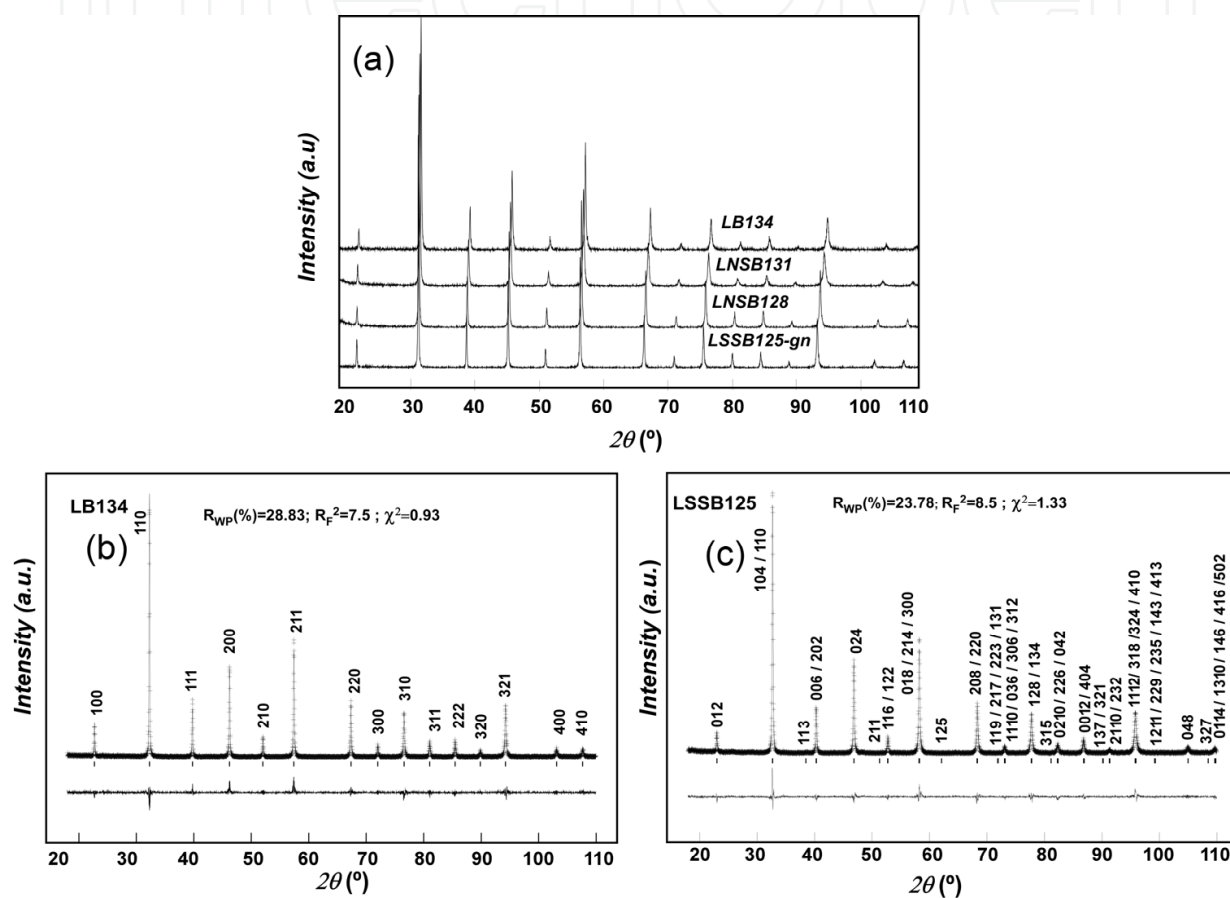 (a)
Intensity (a.u)
LB134
LNSB131
LNSB128
LSSB125-gn
20 30 40 50 60 70 80 90 100 110
2θ (º)
LB134
R_WP(%)=28.83; R_F²=7.5 ; χ²=0.93
(b)
Intensity (a.u.)
100
110
111
200
210
211
220
300
310
311
222
320
321
400
410
20 30 40 50 60 70 80 90 100 110
2θ (º)
LSSB125
R_WP(%)=23.78; R_F²=8.5 ; χ²=1.33
(c)
Intensity (a.u.)
012
104 / 110
113
006 / 202
024
211
116 / 122
018 / 214 / 300
125
208 / 220
119 / 217 / 223 / 131
1110 / 036 / 306 / 312
128 / 134
315
0210 / 226 / 042
0012 / 404
137 / 321
2110 / 232
1112/ 318 /324 / 410
1211 / 229 / 235 / 143 / 413
048
327
0114 / 1310 / 146 / 416 /502
20 30 40 50 60 70 80 90 100 110
2θ (º)